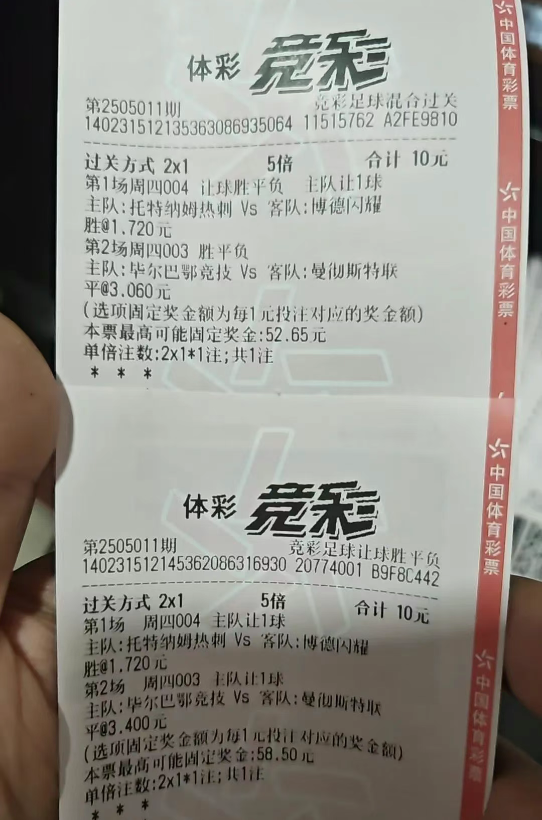 体彩 竞彩
第2505011期 竞彩足球混合过关
140231512135363086935064 11515762 A2FE9810
过关方式 2x1 5倍 合计 10元
第1场周四004 让球胜平负 主队让1球
主队:托特纳姆热刺 Vs 客队:博德闪耀
胜@1.720元
第2场周四003 胜平负
主队:毕尔巴鄂竞技 Vs 客队:曼彻斯特联
平@3.060元
(选项固定奖金额为每1元投注对应的奖金额)
本票最高可能固定奖金:52.65元
单倍注数:2x1*1注;共1注
* * *
体彩 竞彩
第2505011期 竞彩足球让球胜平负
140231512145362086316930 20774001 B9F8C442
过关方式 2x1 5倍 合计 10元
第1场 周四004 主队让1球
主队:托特纳姆热刺 Vs 客队:博德闪耀
胜@1.720元
第2场 周四003 主队让1球
主队:毕尔巴鄂竞技 Vs 客队:曼彻斯特联
平@3.400元
(选项固定奖金额为每1元投注对应的奖金额)
本票最高可能固定奖金:58.50元
单倍注数:2x1*1注;共1注
* * *
中国体育彩票
中国体育彩票
中国体育彩票
中国体育彩票